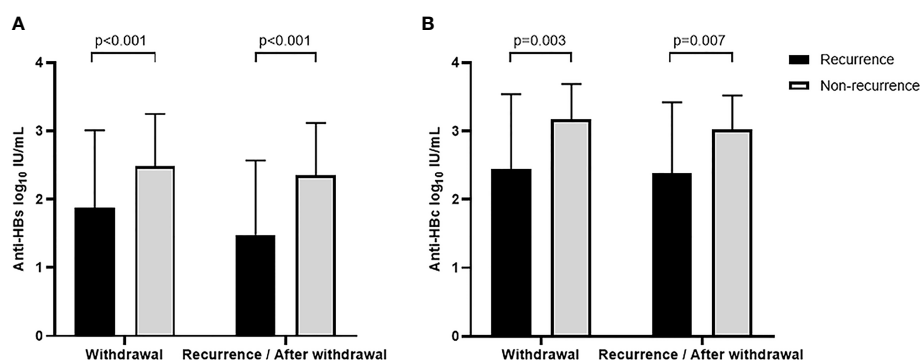 A
p<0.001
p<0.001
4
3
2
1
0
Anti-HBs log10 IU/mL
Withdrawal
Recurrence / After withdrawal
B
p=0.003
p=0.007
4
3
2
1
0
Anti-HBc log10 IU/mL
Withdrawal
Recurrence / After withdrawal
Recurrence
Non-recurrence